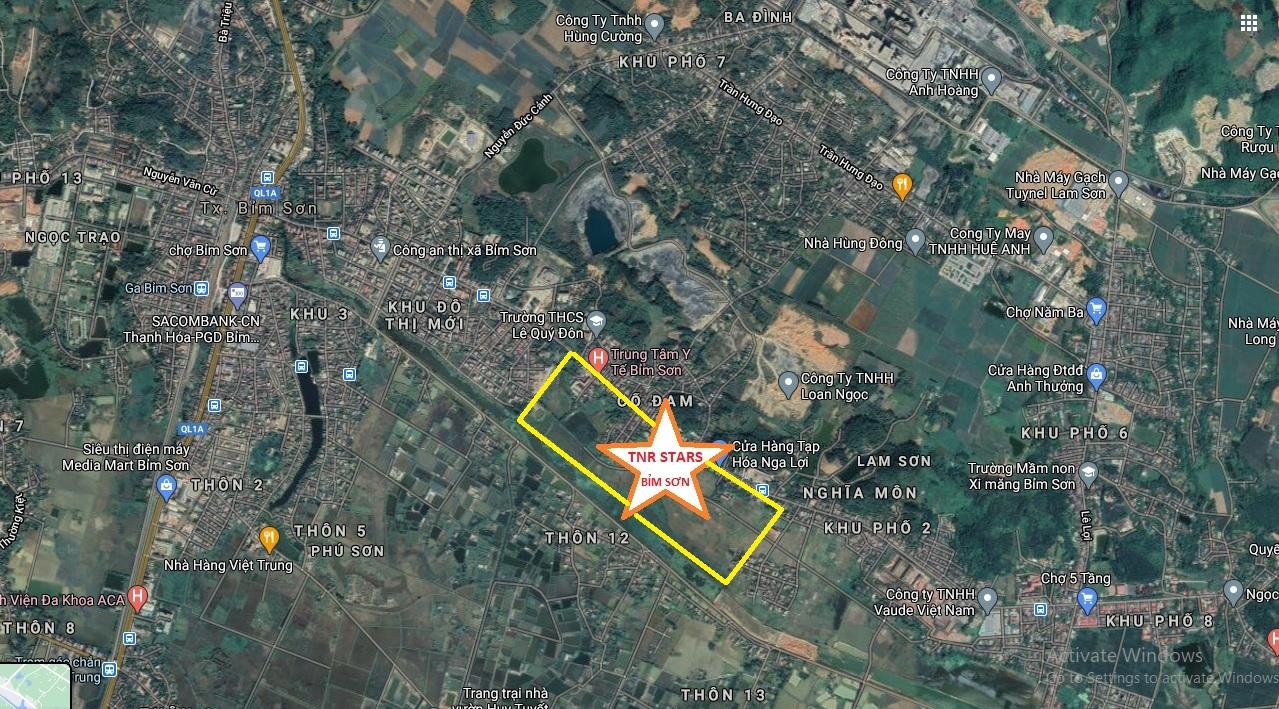 Bà Triệu
Công Ty Tnhh
Hùng Cường
BA ĐÌNH
KHU PHỐ 7
Công Ty TNHH
Anh Hoàng
Trần Hưng Đạo
Nguyễn Đức Cảnh
Công Ty
Rượu
Trần Hưng Đạo
Nguyễn Văn Cừ
PHỐ 13
Nhà Máy Gạch
Tuynel Lam Sơn
Nhà Máy Gạ
QL1A
Tx. Bỉm Sơn
NGỌC TRẠO
chợ Bỉm Sơn
Công an thị xã Bỉm Sơn
Nhà Hùng Đông
Cong Ty May
TNHH HUỆ ANH
Ga Bỉm Sơn
KHU 3
KHU ĐÔ
THỊ MỚI
SACOMBANK-CN
Thanh Hóa-PGD Bỉm...
Trường THCS
Lê Quý Đôn
Chợ Năm Ba
Nhà Má
Long
Trung Tâm Y
Tế Bỉm Sơn
Công Ty TNHH
Loan Ngọc
Cửa Hàng Đtdđ
Anh Thưởng
CỔ ĐAM
QL1A
N 7
KHU PHỐ 6
Siêu thị điện máy
Media Mart Bỉm Sơn
TNR STARS
BỈM SƠN
Cửa Hàng Tạp
Hóa Nga Lợi
LAM SƠN
Trường Mầm non
Xi măng Bỉm Sơn
THÔN 2
NGHĨA MÔN
Thương Kiệt
THÔN 5
PHÚ SƠN
THÔN 12
KHU PHỐ 2
Lê Lợi
Nhà Hàng Việt Trung
Quyê
Chợ 5 Tầng
h Viện Đa Khoa ACA
Công ty TNHH
Vaude Việt Nam
Ngọc
THÔN 8
KHU PHỐ 8
Activate Windows
Go to Settings to activate Windows
Trung
Trang trại nhà
vườn Huy Tuyết
THÔN 13